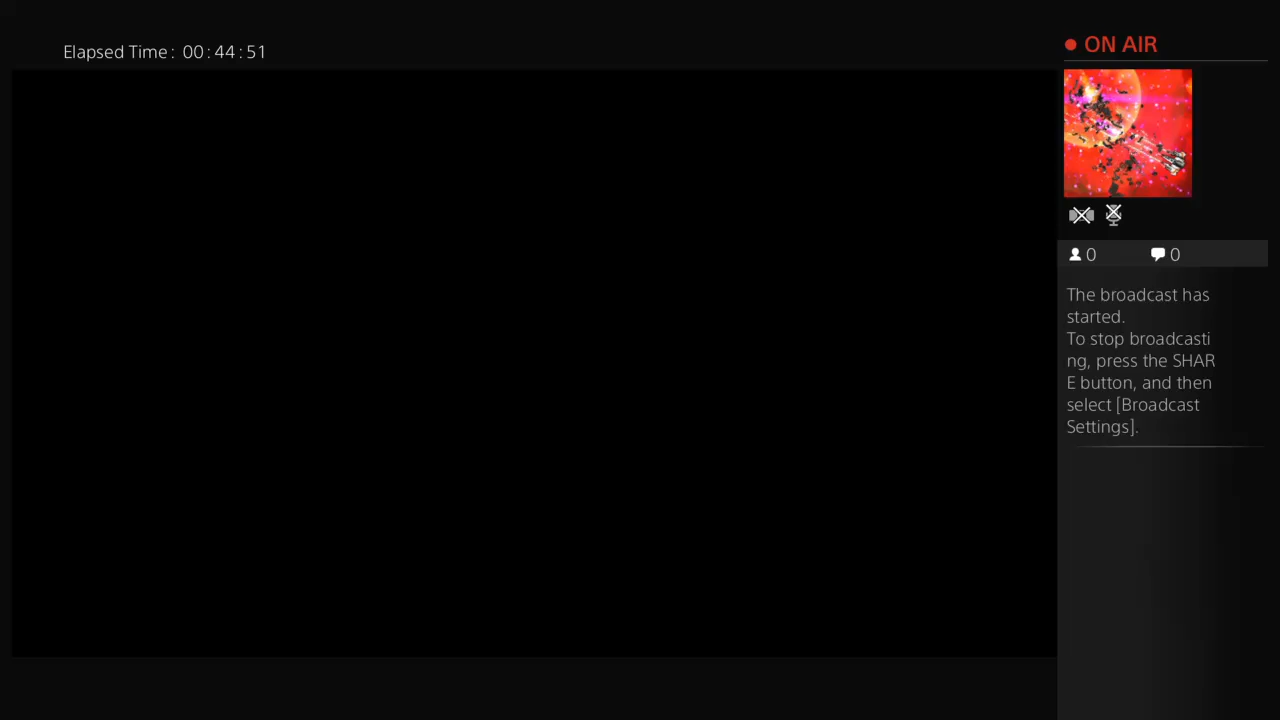 Elapsed Time : 00 : 44 : 51
ON AIR
0
0
The broadcast has
started.
To stop broadcasti
ng, press the SHAR
E button, and then
select [Broadcast
Settings].